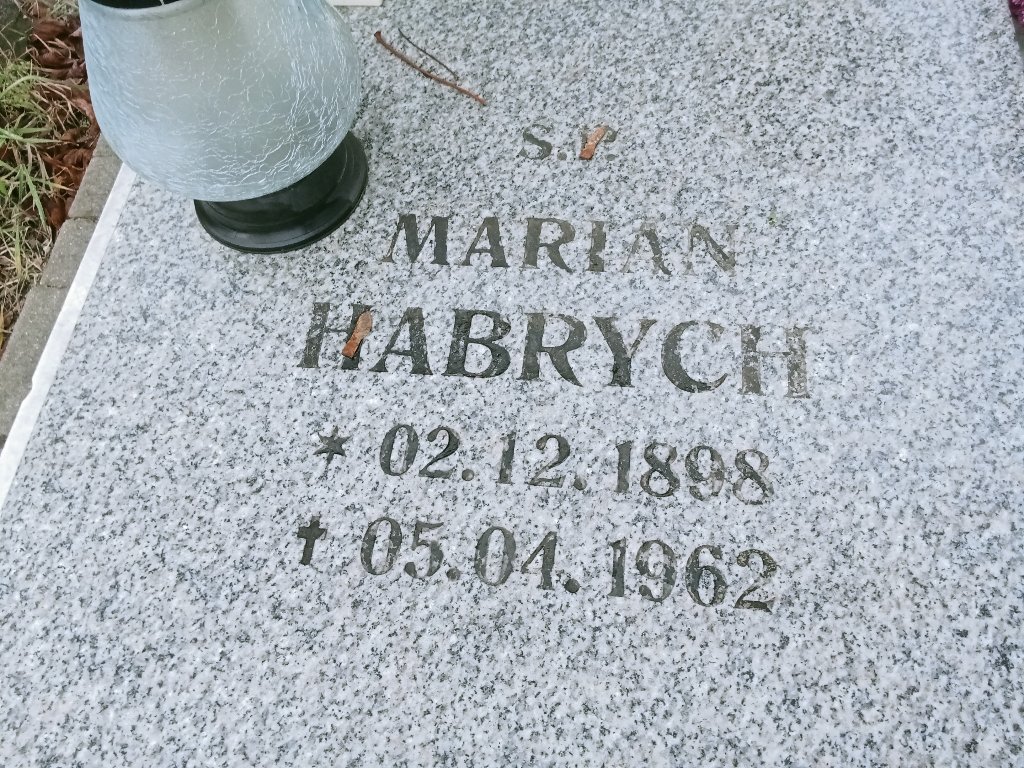 S.P.
MARIAN
HABRYCH
* 02.12.1898
✝ 05.04.1962